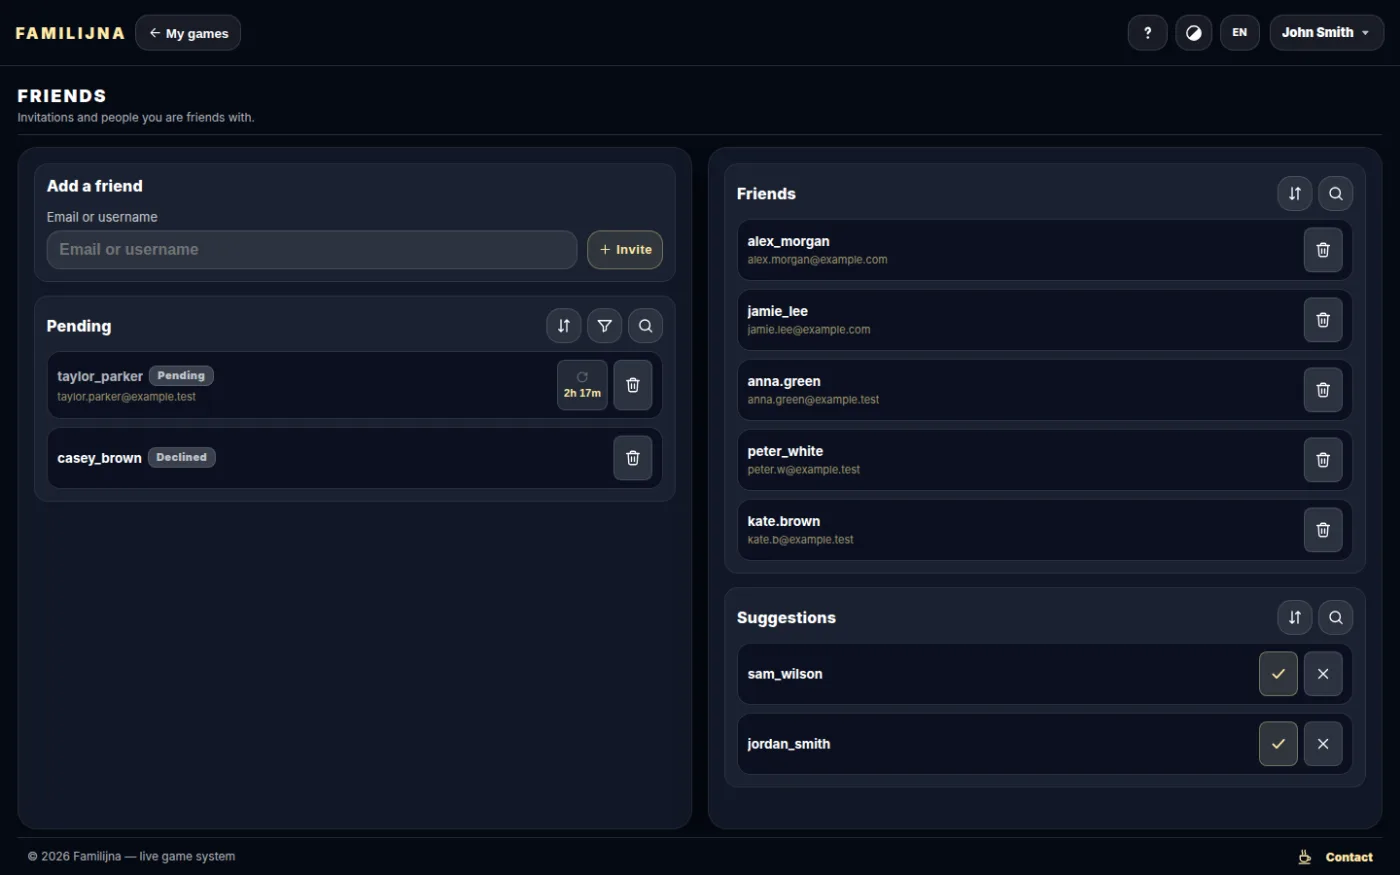 FAMILIJNA
← My games
?
EN
John Smith
FRIENDS
Invitations and people you are friends with.
Add a friend
Email or username
Email or username
+ Invite
Pending
taylor_parker Pending
taylor.parker@example.test
2h 17m
casey_brown Declined
Friends
alex_morgan
alex.morgan@example.com
jamie_lee
jamie.lee@example.com
anna.green
anna.green@example.test
peter_white
peter.w@example.test
kate.brown
kate.b@example.test
Suggestions
sam_wilson
jordan_smith
© 2026 Familijna — live game system
Contact